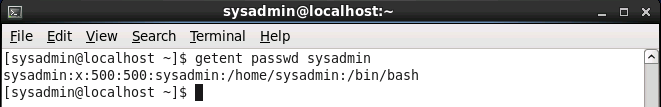 sysadmin@localhost:~
File Edit View Search Terminal Help
[sysadmin@localhost ~]$ getent passwd sysadmin
sysadmin:x:500:500:sysadmin:/home/sysadmin:/bin/bash
[sysadmin@localhost ~]$